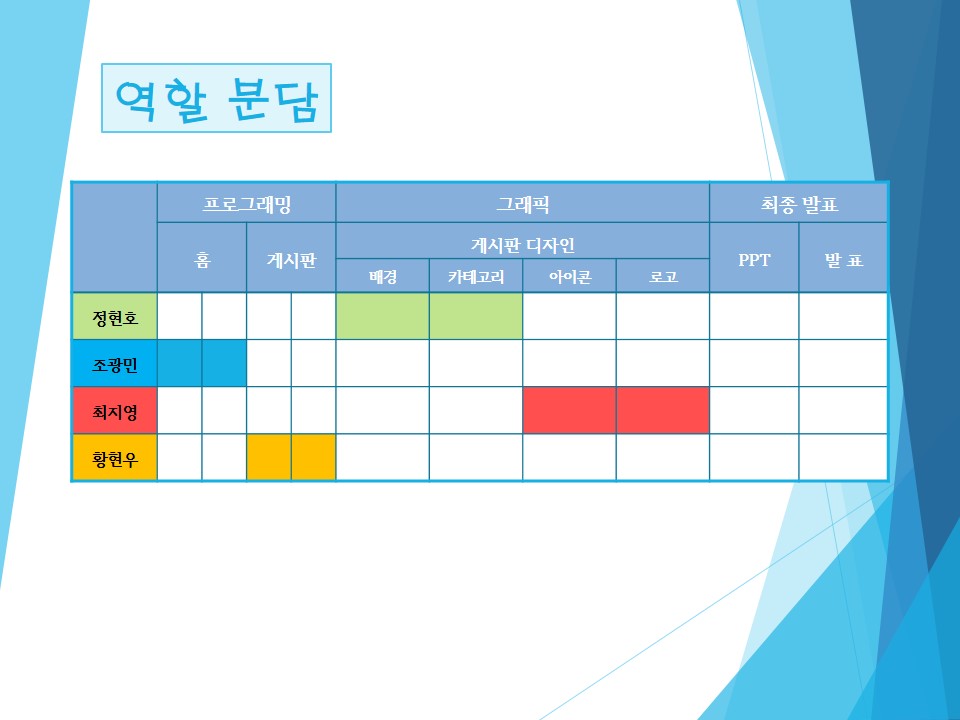 역할 분담
프로그래밍 그래픽 최종 발표
홈 게시판 게시판 디자인 PPT 발 표
배경 카테고리 아이콘 로고
정현호
조광민
최지영
황현우